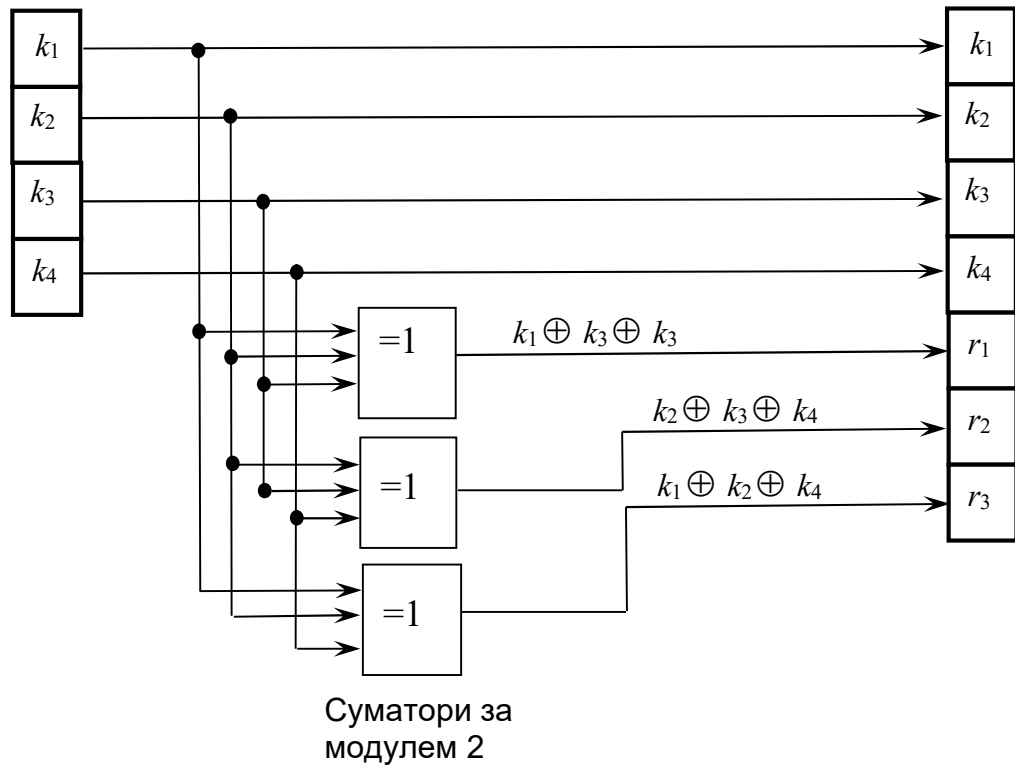 k1 k1
k2 k2
k3 k3
k4 k4
=1 k1 ⊕ k3 ⊕ k3 r1
k2 ⊕ k3 ⊕ k4 r2
=1 k1 ⊕ k2 ⊕ k4 r3
=1
Суматори за
модулем 2